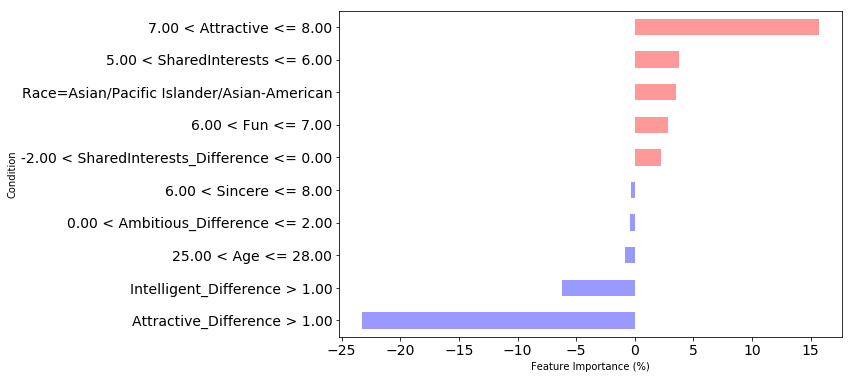 7.00 < Attractive <= 8.00
5.00 < SharedInterests <= 6.00
Race=Asian/Pacific Islander/Asian-American
6.00 < Fun <= 7.00
-2.00 < SharedInterests_Difference <= 0.00
6.00 < Sincere <= 8.00
0.00 < Ambitious_Difference <= 2.00
25.00 < Age <= 28.00
Intelligent_Difference > 1.00
Attractive_Difference > 1.00
Condition
−25 −20 −15 −10 −5 0 5 10 15
Feature Importance (%)